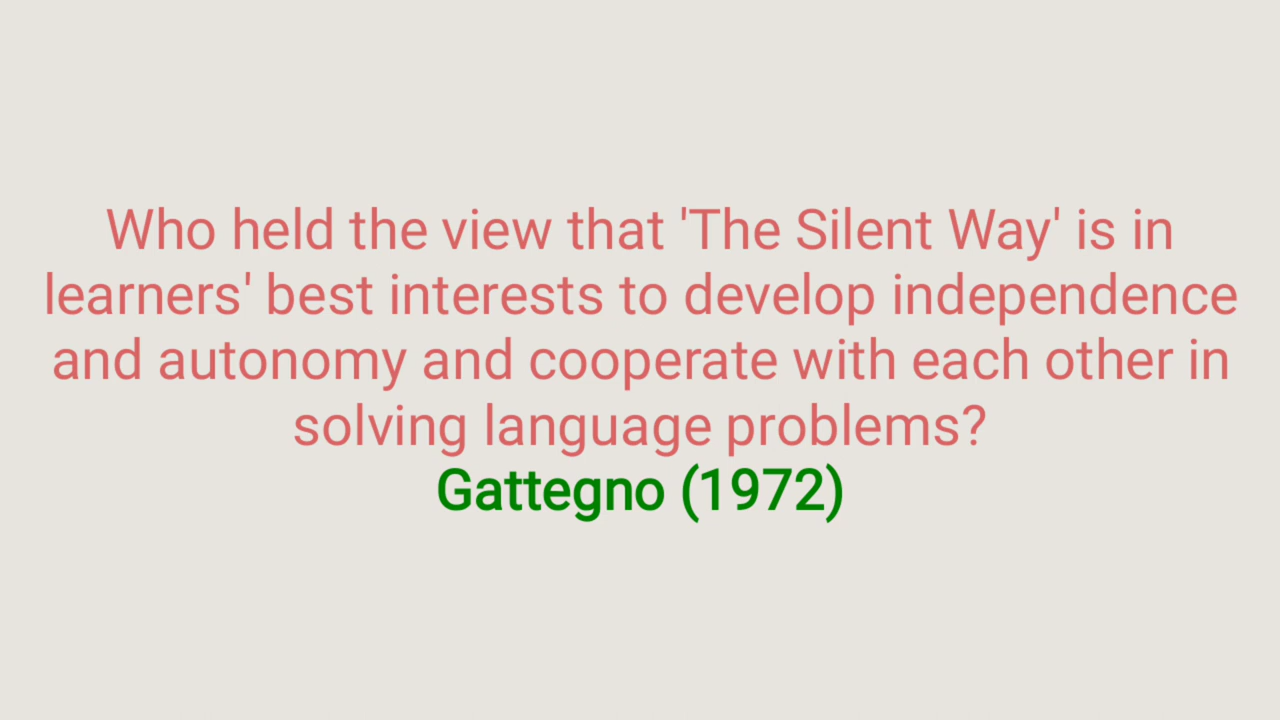 Who held the view that 'The Silent Way' is in
learners' best interests to develop independence
and autonomy and cooperate with each other in
solving language problems?
Gattegno (1972)